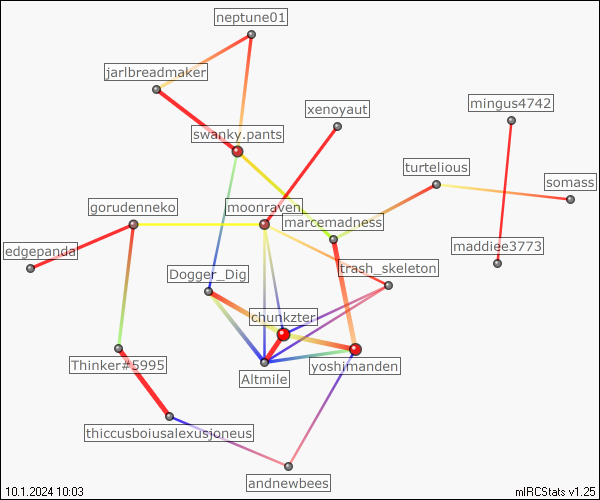 neptune01
jarlbreadmaker
xenoyaut
mingus4742
swanky.pants
turtelious
somass
gorudenneko
moonraven
marcemadness
edgepanda
maddiee3773
Dogger_Dig
trash_skeleton
chunkzter
Thinker#5995
Altmile
yoshimanden
thiccusboiusalexusjoneus
andnewbees
10.1.2024 10:03
mIRCStats v1.25